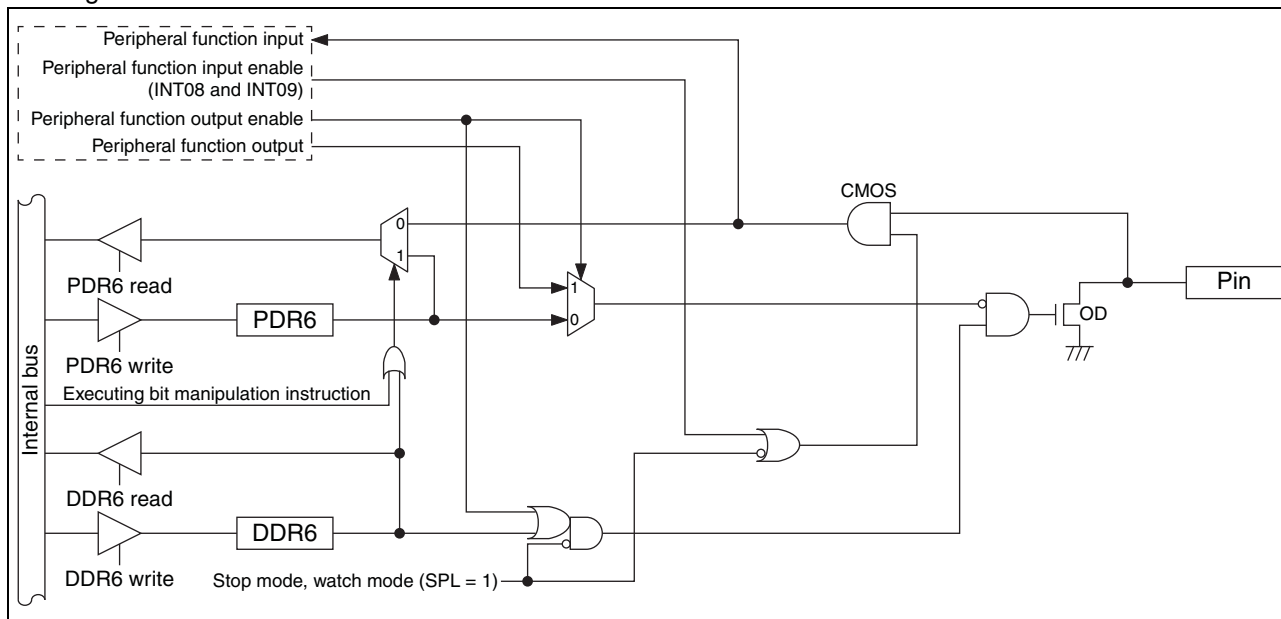 Peripheral function input
Peripheral function input enable
(INT08 and INT09)
Peripheral function output enable
Peripheral function output
CMOS
0
1
PDR6 read
1
Pin
PDR6
0
OD
PDR6 write
Executing bit manipulation instruction
Internal bus
DDR6 read
DDR6
DDR6 write
Stop mode, watch mode (SPL = 1)